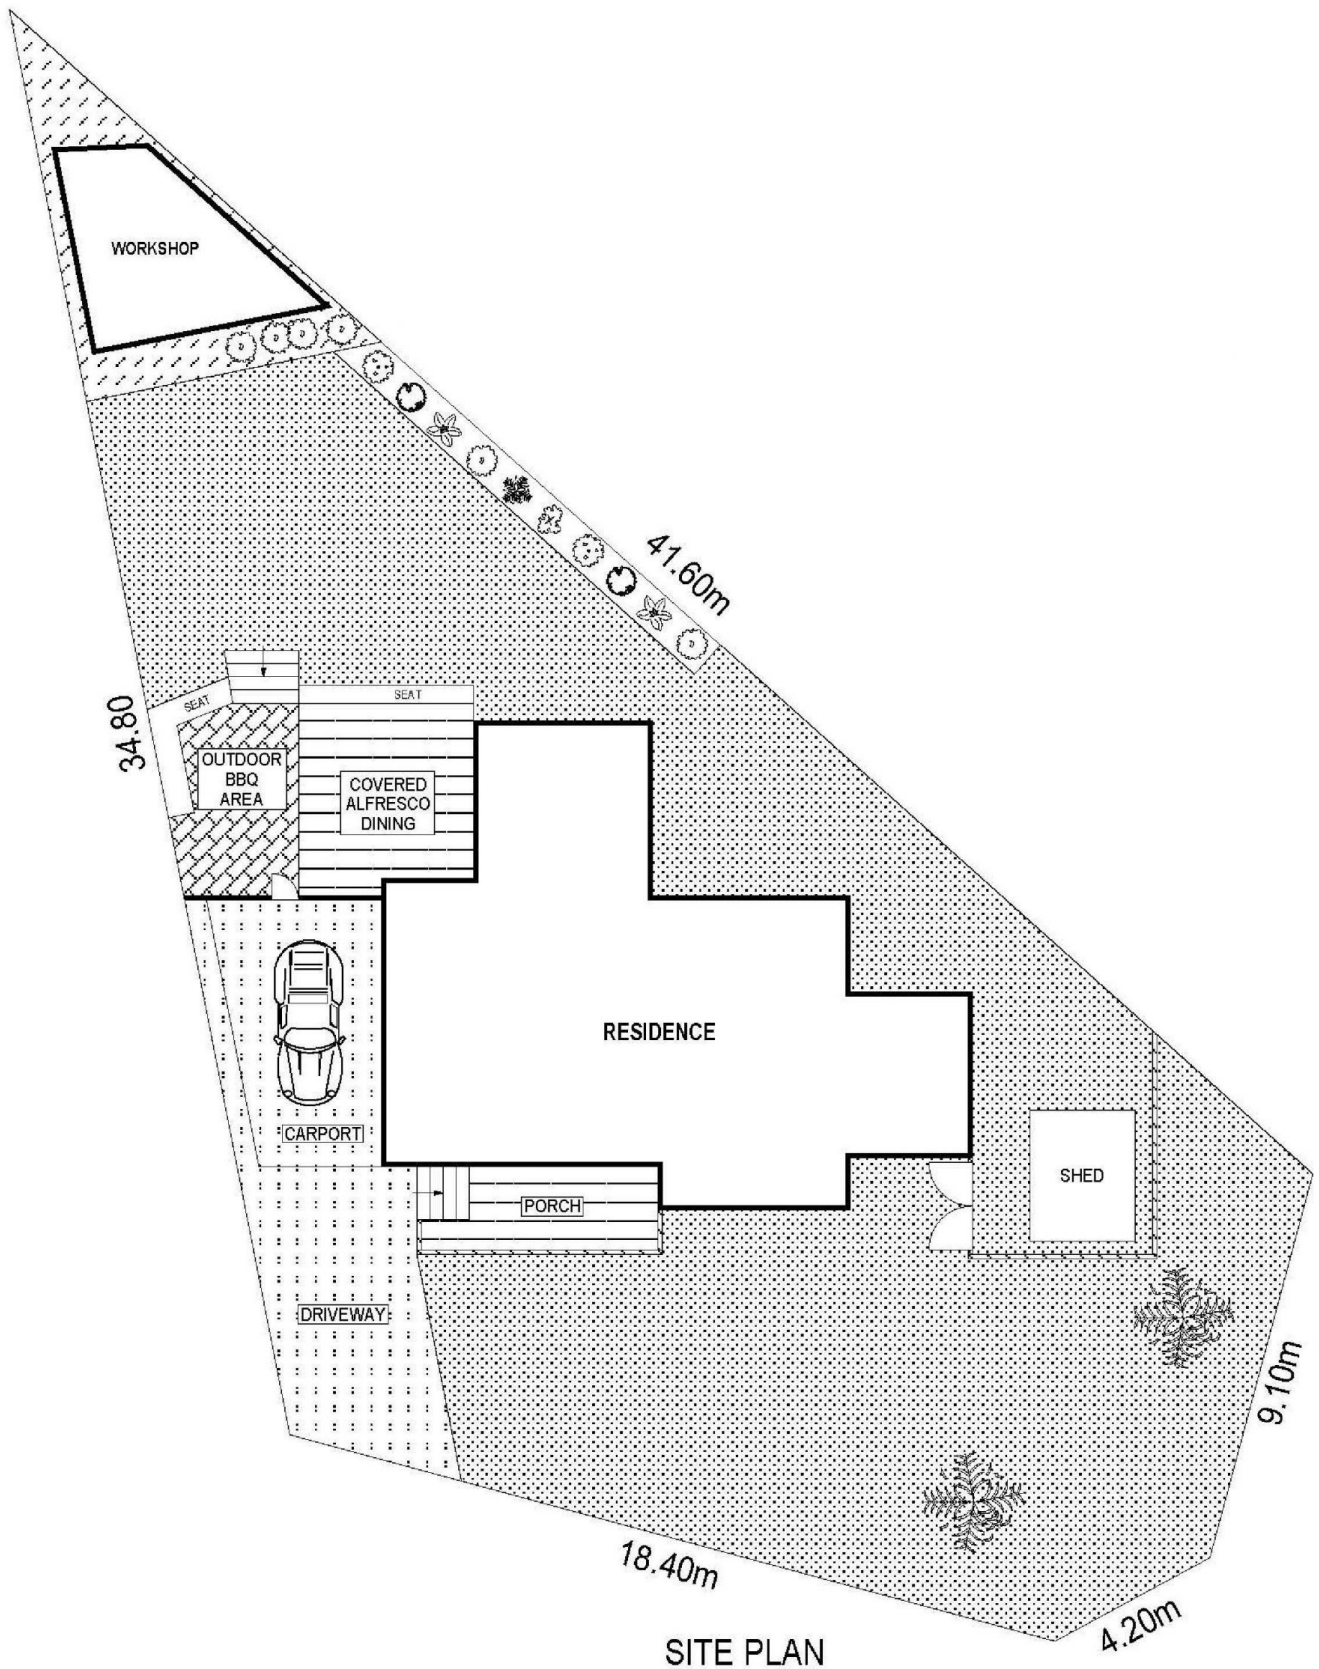 WORKSHOP
41.60m
34.80
SEAT
SEAT
OUTDOOR
BBQ
AREA
COVERED
ALFRESCO
DINING
RESIDENCE
CARPORT
SHED
PORCH
DRIVEWAY
9.10m
18.40m
4.20m
SITE PLAN